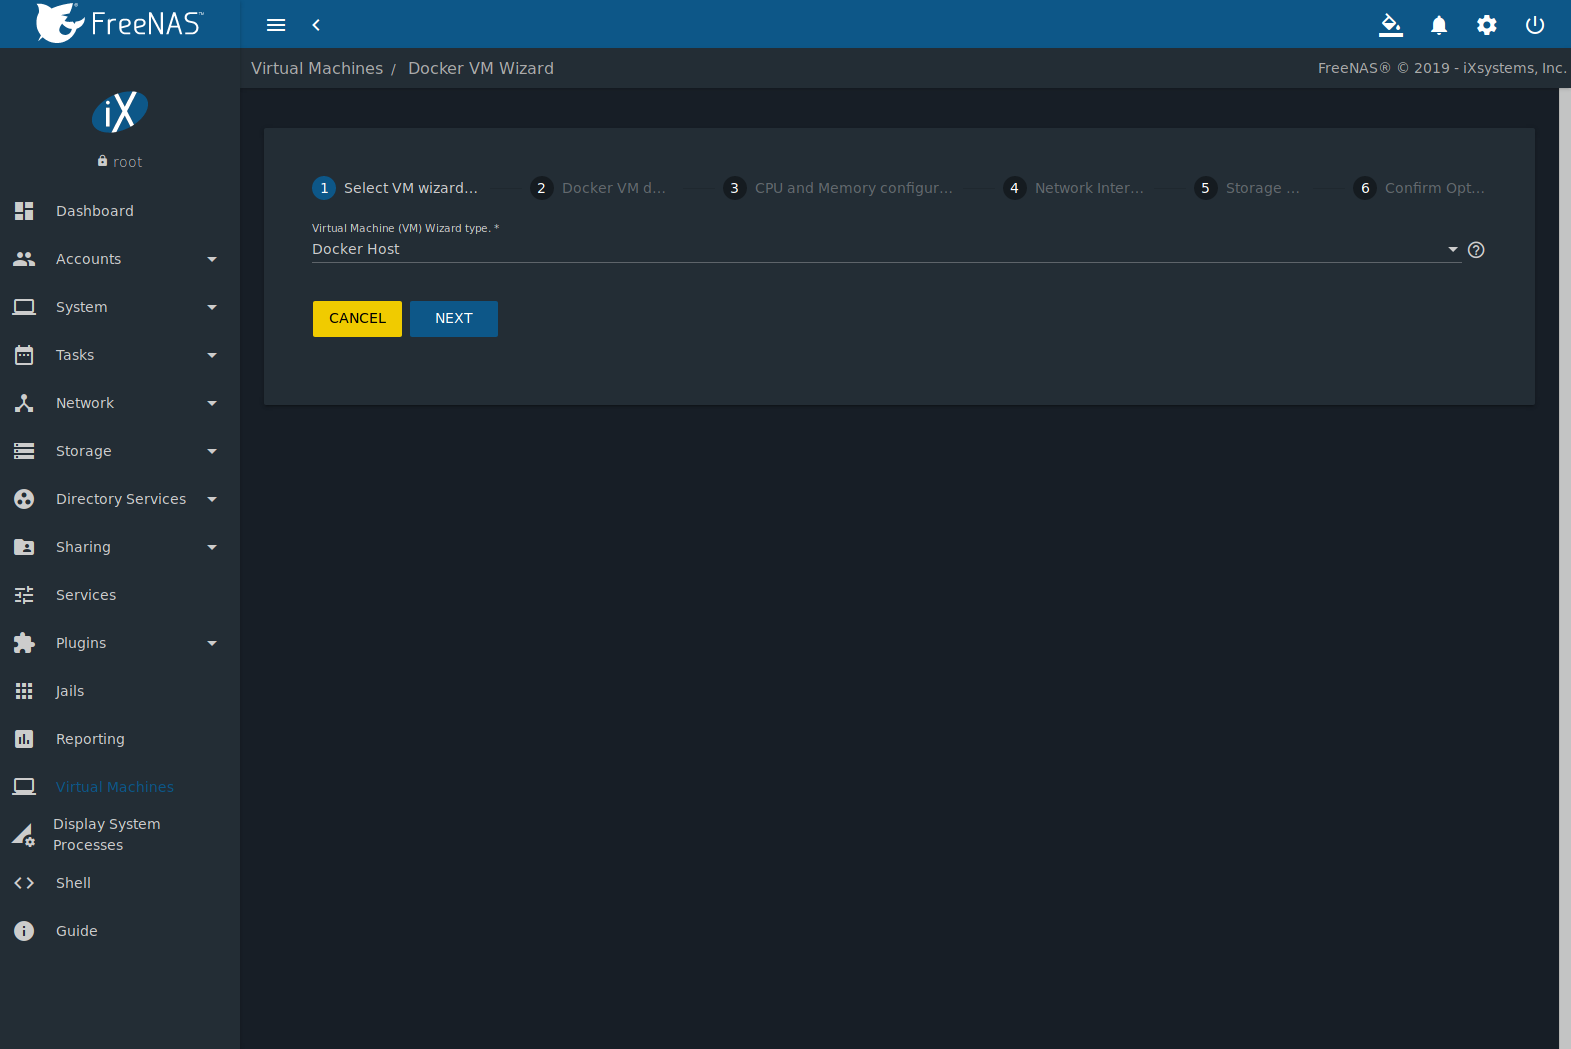 FreeNAS™
Virtual Machines / Docker VM Wizard
FreeNAS® © 2019 - iXsystems, Inc.
iX
root
Dashboard
Accounts
System
Tasks
Network
Storage
Directory Services
Sharing
Services
Plugins
Jails
Reporting
Virtual Machines
Display System
Processes
Shell
Guide
1 Select VM wizard...
2 Docker VM d...
3 CPU and Memory configur...
4 Network Inter...
5 Storage ...
6 Confirm Opt...
Virtual Machine (VM) Wizard type. *
Docker Host
CANCEL
NEXT